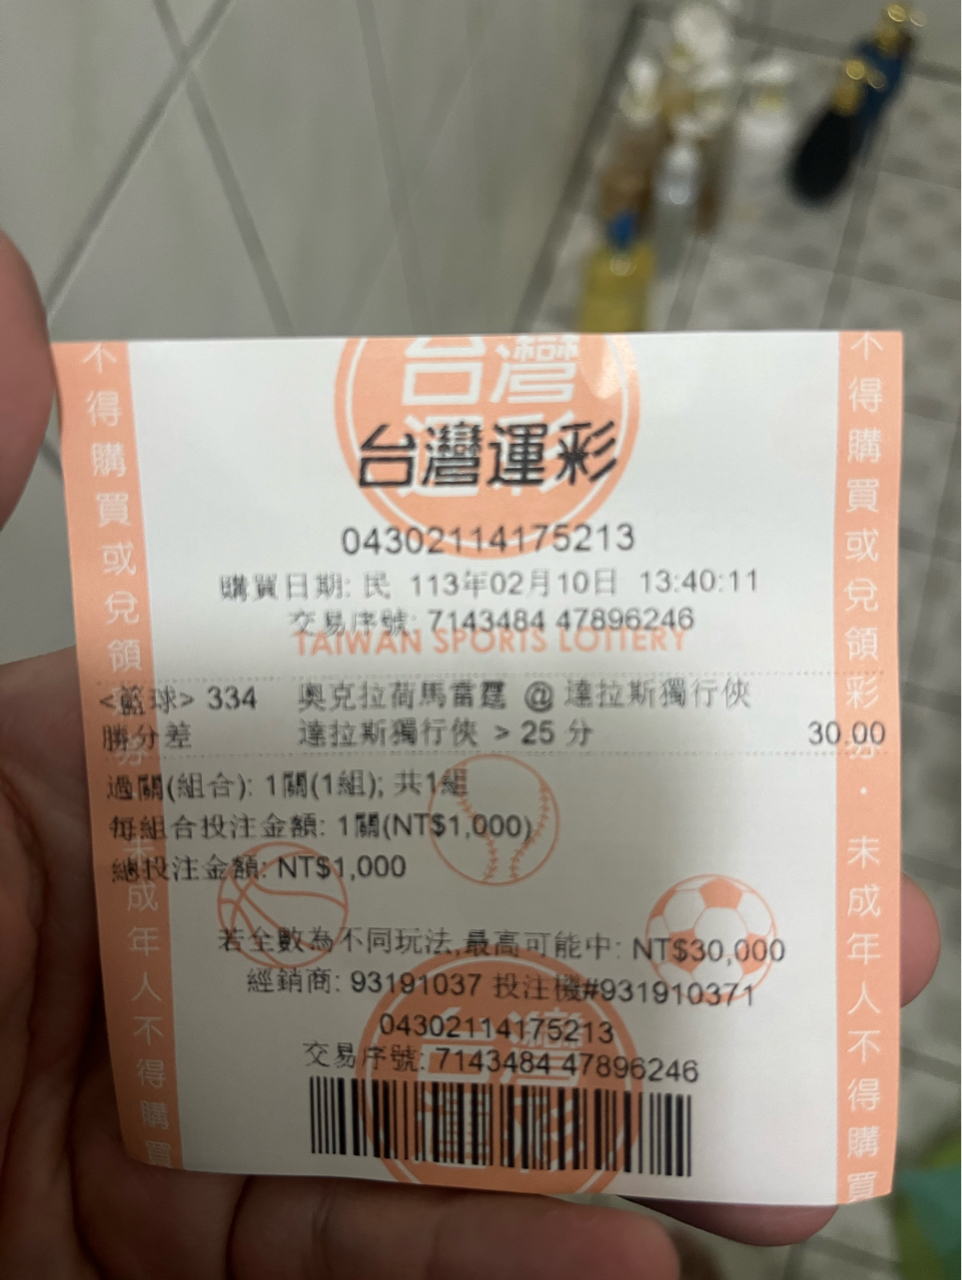 台灣
運彩
台灣運彩
04302114175213
購買日期: 民 113年02月10日 13:40:11
交易序號: 7143484 47896246
TAIWAN SPORTS LOTTERY
<籃球> 334 奧克拉荷馬雷霆 @ 達拉斯獨行俠
勝分差 達拉斯獨行俠 > 25 分 30.00
過關(組合): 1關(1組); 共1組
每組合投注金額: 1關(NT$1,000)
總投注金額: NT$1,000
若全數為不同玩法,最高可能中: NT$30,000
經銷商: 93191037 投注機#931910371
04302114175213
交易序號: 7143484 47896246
台灣
運彩
不得購買或兌領彩券
未成年人不得購買
不得購買或兌領彩券．未成年人不得購買